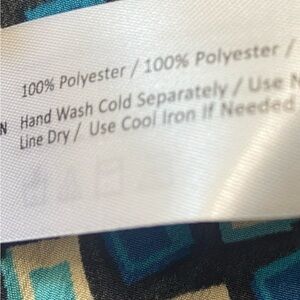 100% Polyester / 100% Polyester /
N Hand Wash Cold Separately / Use N
Line Dry / Use Cool Iron If Needed